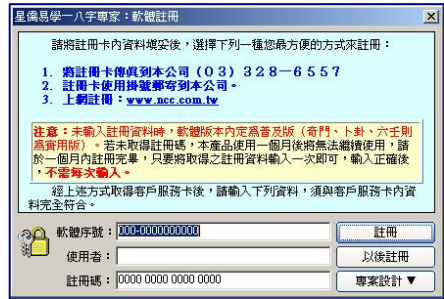 星僑易學－八字專家：軟體註冊
請將註冊卡內資料填妥後，選擇下列一種您最方便的方
式來註冊：
1. 將註冊卡傳真到本公司（０３）３２８－６５５７
2. 註冊卡使用掛號郵寄到本公司。
3. 上網註冊：www.ncc.com.tw
注意：未輸入註冊資料時，軟體版本內定為普及版（奇門、卜卦、六壬則
為實用版）。若未取得註冊碼，本產品使用一個月後將無法繼續使用，請
於一個月內註冊完畢，只要將取得之註冊資料輸入一次即可，輸入正確後
，不需每次輸入。
經上述方式取得客戶服務卡後，請輸入下列資料，須與客戶服務卡內資
料完全符合。
軟體序號：000-0000000000
註冊
使用者：
以後註冊
註冊碼：0000 0000 0000 0000
專案設計▼